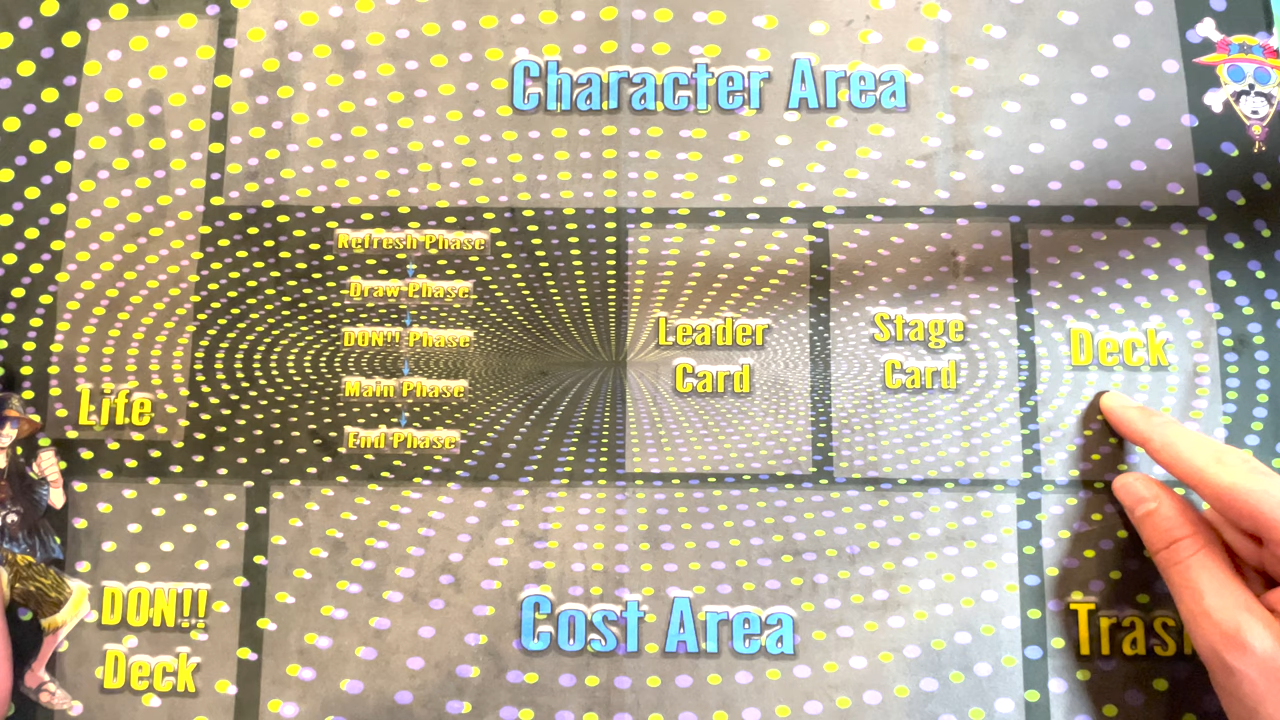 Character Area
Refresh Phase
Draw Phase
DON!! Phase
Main Phase
End Phase
Leader
Card
Stage
Card
Deck
Life
DON!!
Deck
Cost Area
Tras